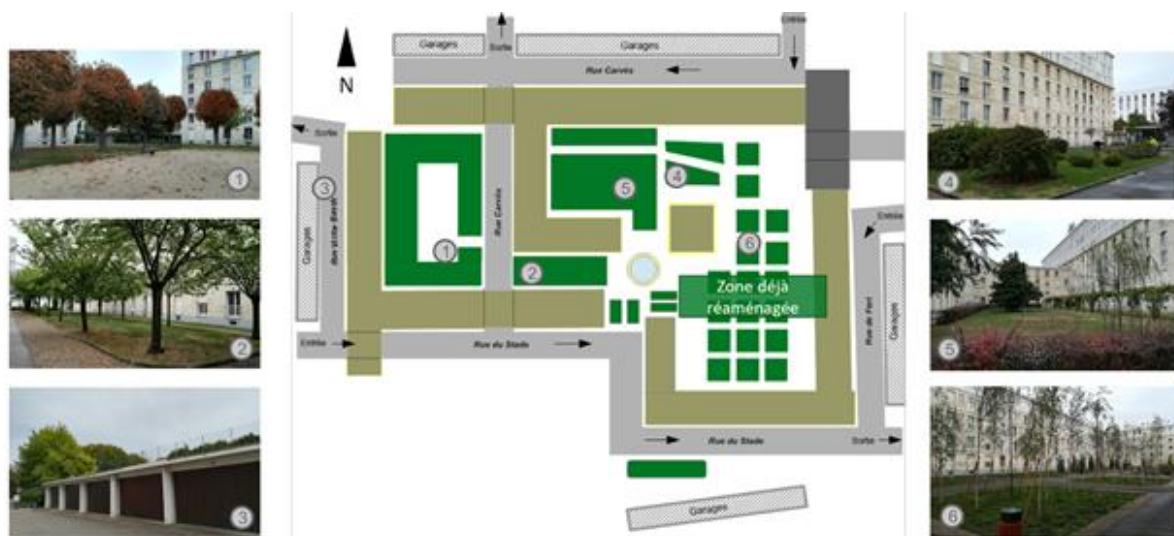 Garages
Sortie
Garages
Entrée
Rue Carvès
N
Sortie
1
3
Garages
Rue Carvès
5
4
4
1
2
6
Zone déjà
réaménagée
Entrée
Rue de Fort
Garages
2
5
Entrée
Rue du Stade
Rue du Stade
Sortie
3
Garages
6